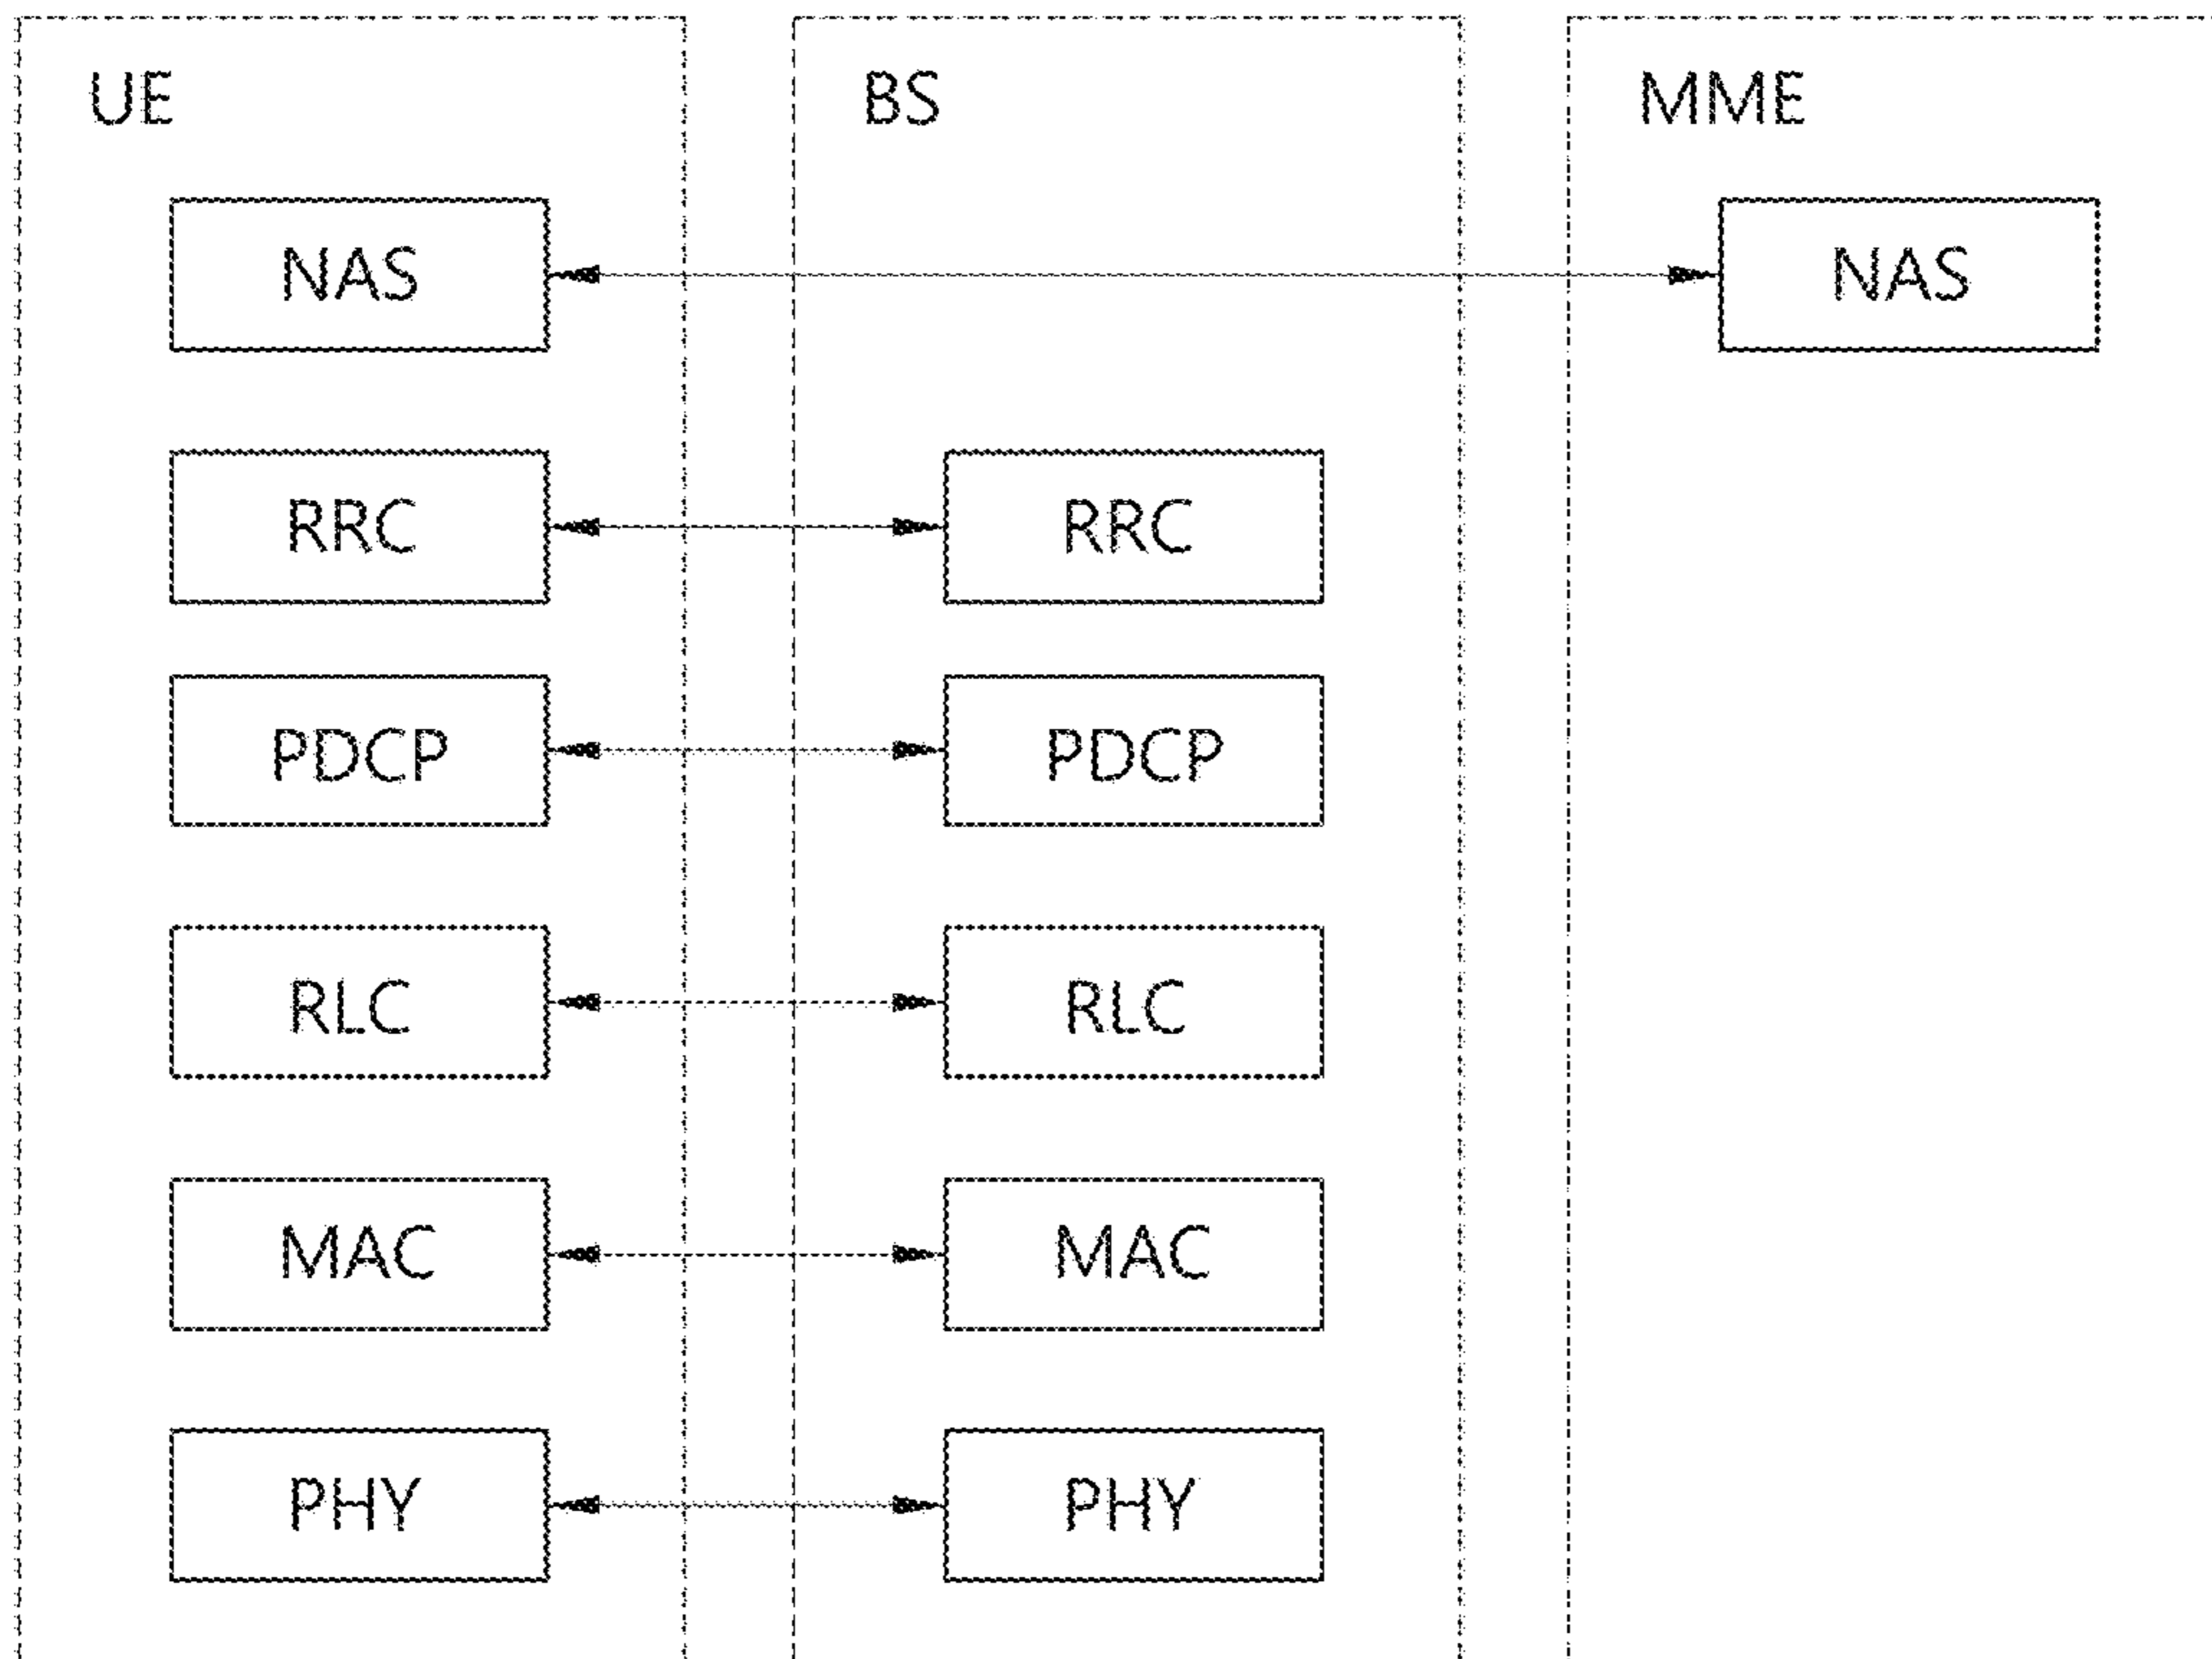 UE BS MME
NAS NAS
RRC RRC
PDCP PDCP
RLC RLC
MAC MAC
PHY PHY